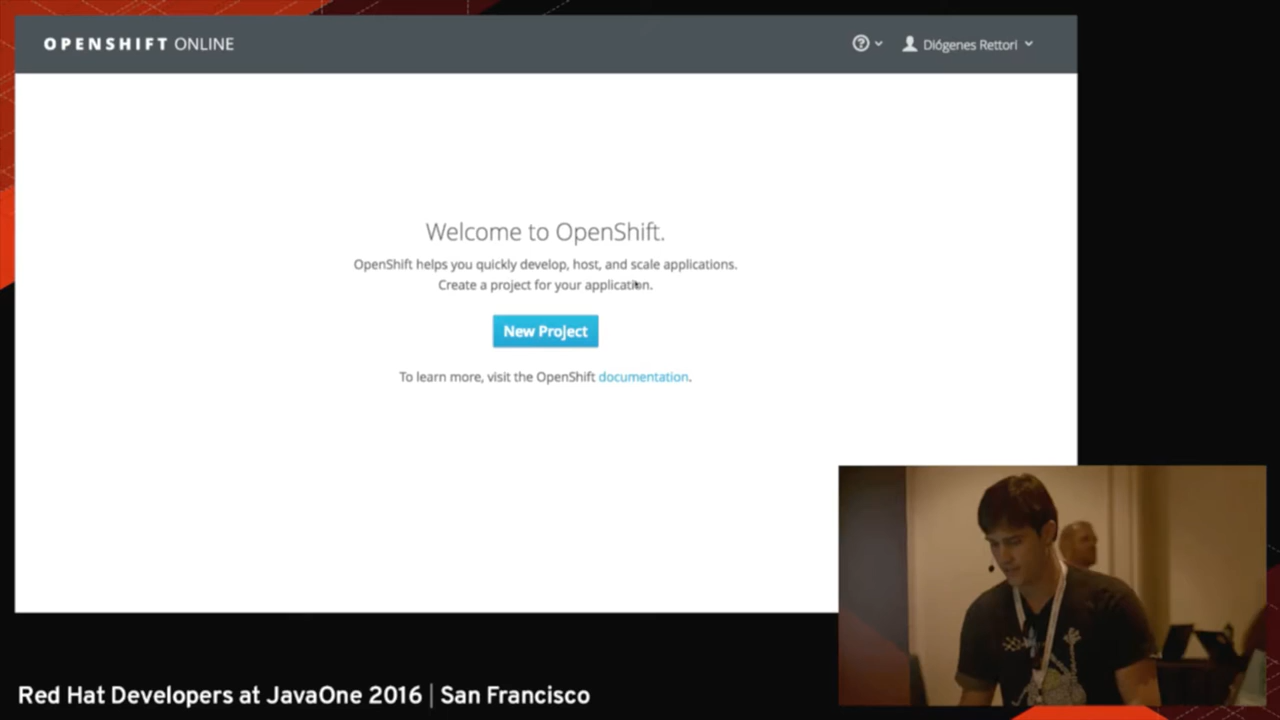 OPENSHIFT ONLINE
Diógenes Rettori
Welcome to OpenShift.
OpenShift helps you quickly develop, host, and scale applications.
Create a project for your application.
New Project
To learn more, visit the OpenShift documentation.
Red Hat Developers at JavaOne 2016 | San Francisco